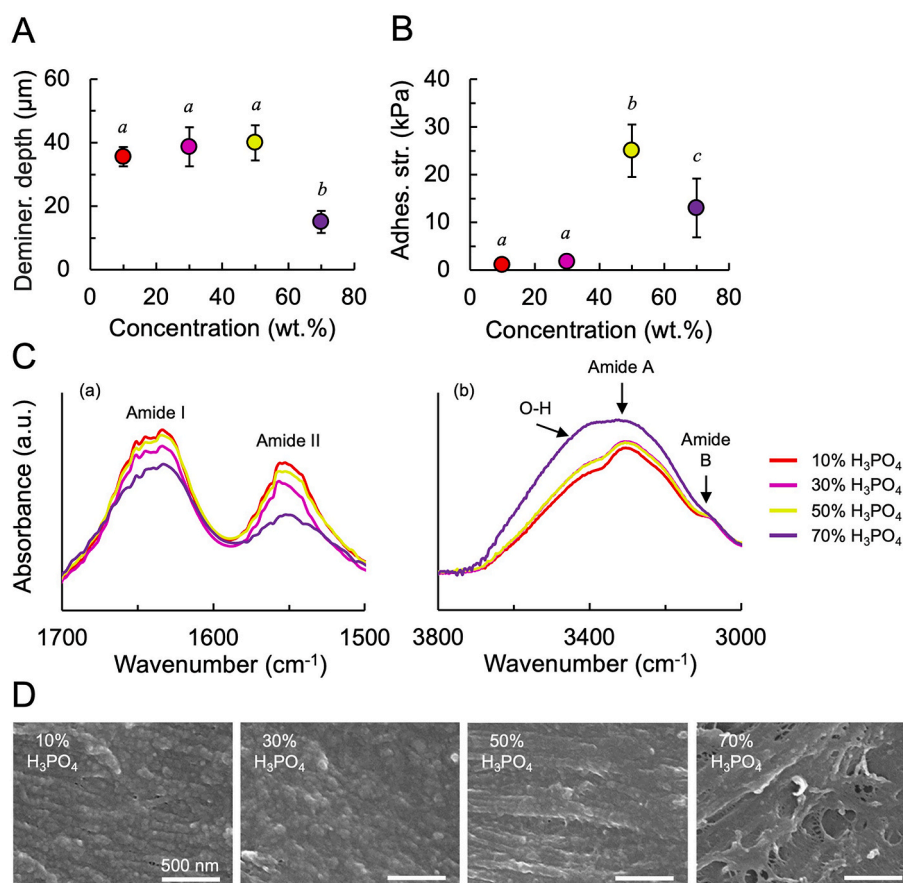 A
Deminer. depth (μm)
60
40
20
0
a
a
a
b
0 20 40 60 80
Concentration (wt.%)
B
Adhes. str. (kPa)
40
30
20
10
0
a
a
b
c
0 20 40 60 80
Concentration (wt.%)
C
Absorbance (a.u.)
(a)
Amide I
Amide II
1700 1600 1500
Wavenumber (cm⁻¹)
(b)
Amide A
O-H
Amide
B
3800 3400 3000
Wavenumber (cm⁻¹)
10% H₃PO₄
30% H₃PO₄
50% H₃PO₄
70% H₃PO₄
D
10%
H₃PO₄
500 nm
30%
H₃PO₄
50%
H₃PO₄
70%
H₃PO₄